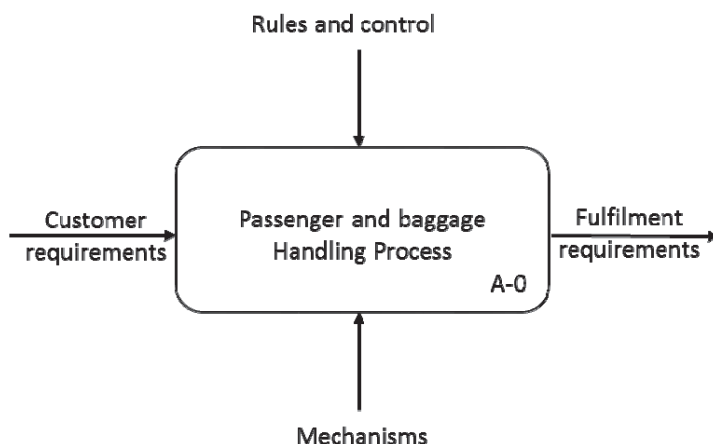 Rules and control
Customer
requirements
Passenger and baggage
Handling Process
A-0
Fulfilment
requirements
Mechanisms